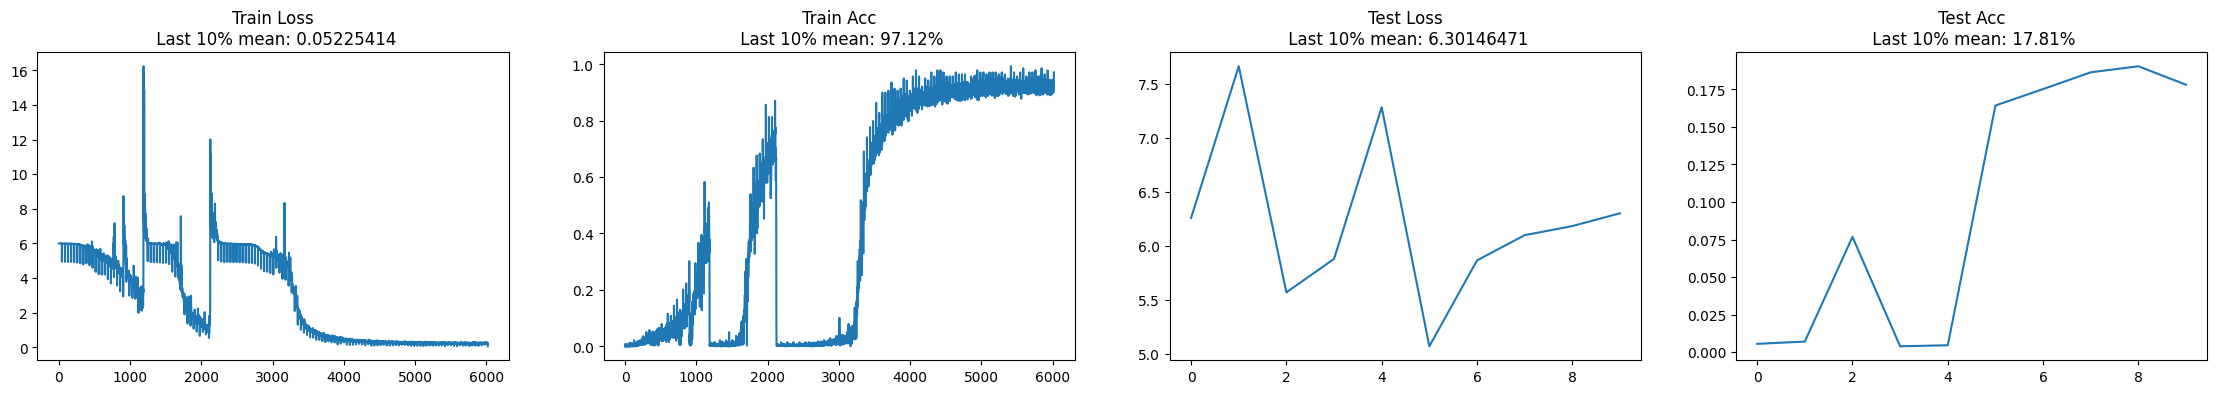 Train Loss
Last 10% mean: 0.05225414
16
14
12
10
8
6
4
2
0
0 1000 2000 3000 4000 5000 6000
Train Acc
Last 10% mean: 97.12%
1.0
0.8
0.6
0.4
0.2
0.0
0 1000 2000 3000 4000 5000 6000
Test Loss
Last 10% mean: 6.30146471
7.5
7.0
6.5
6.0
5.5
5.0
0 2 4 6 8
Test Acc
Last 10% mean: 17.81%
0.175
0.150
0.125
0.100
0.075
0.050
0.025
0.000
0 2 4 6 8